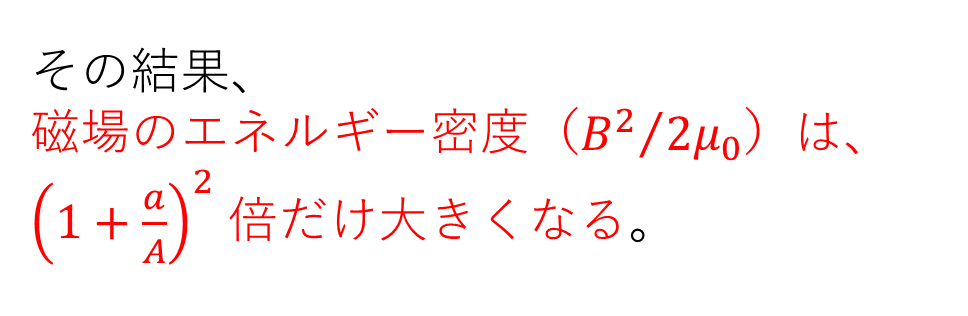 その結果、
磁場のエネルギー密度（B²/2μ₀）は、
(1 + a/A)² 倍だけ大きくなる。